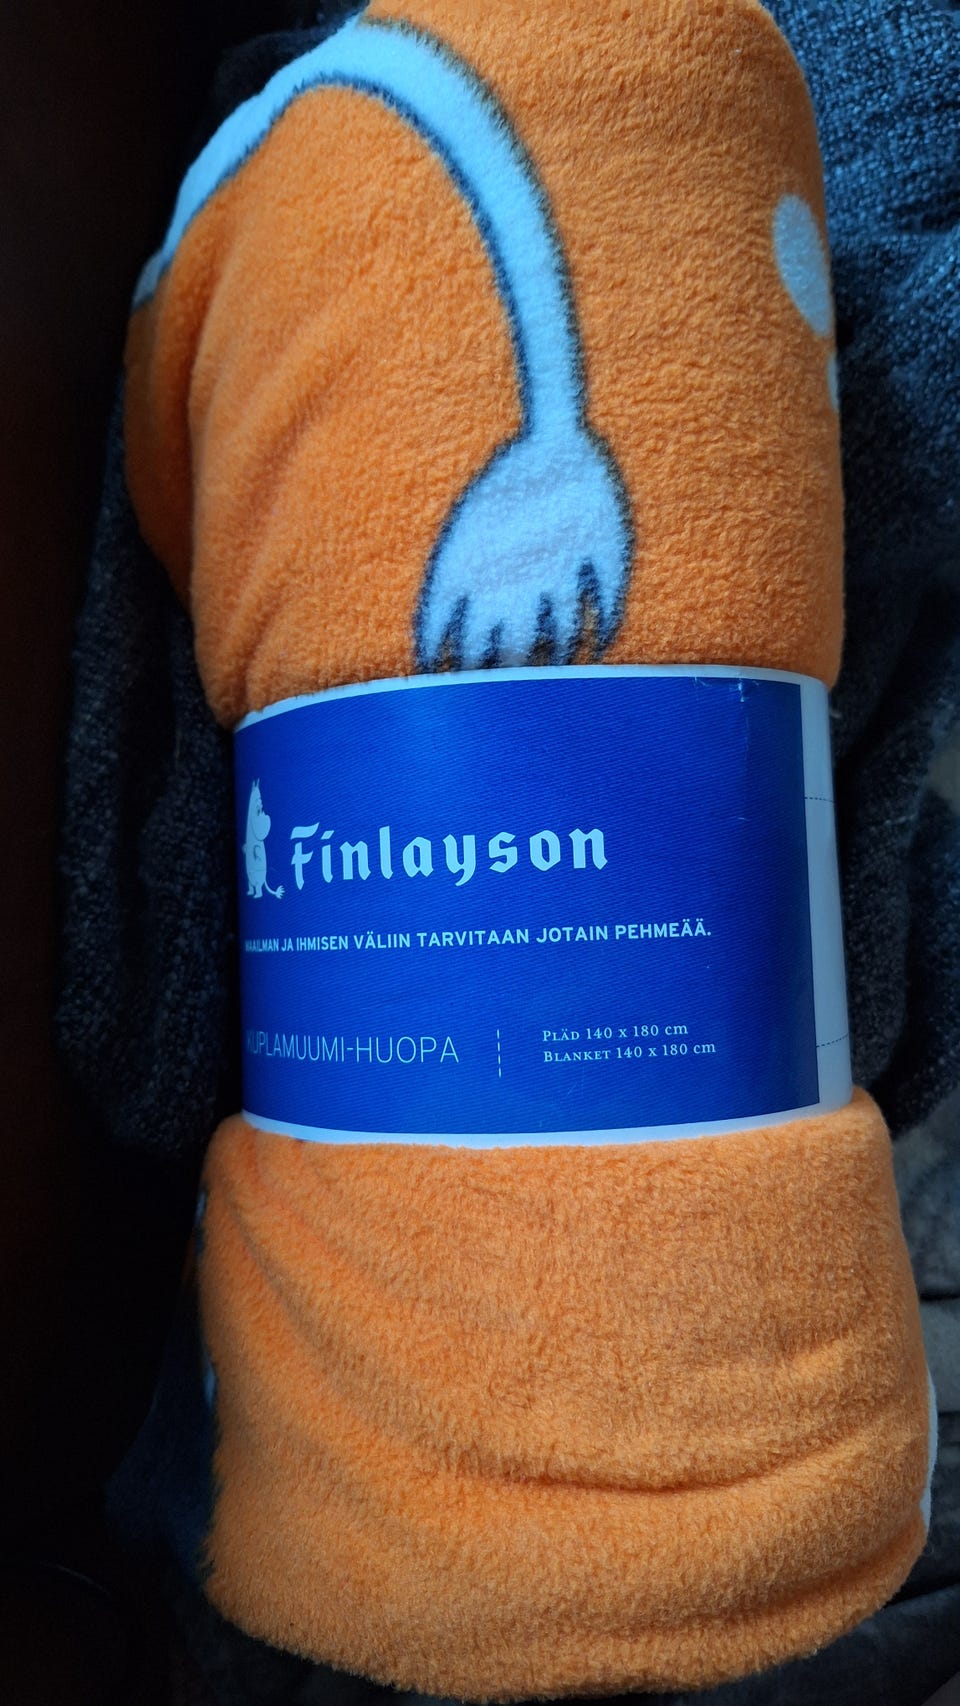 Finlayson
MAAILMAN JA IHMISEN VÄLIIN TARVITAAN JOTAIN PEHMEÄÄ.
KUPLAMUUMI-HUOPA
PLÄD 140 x 180 cm
BLANKET 140 x 180 cm